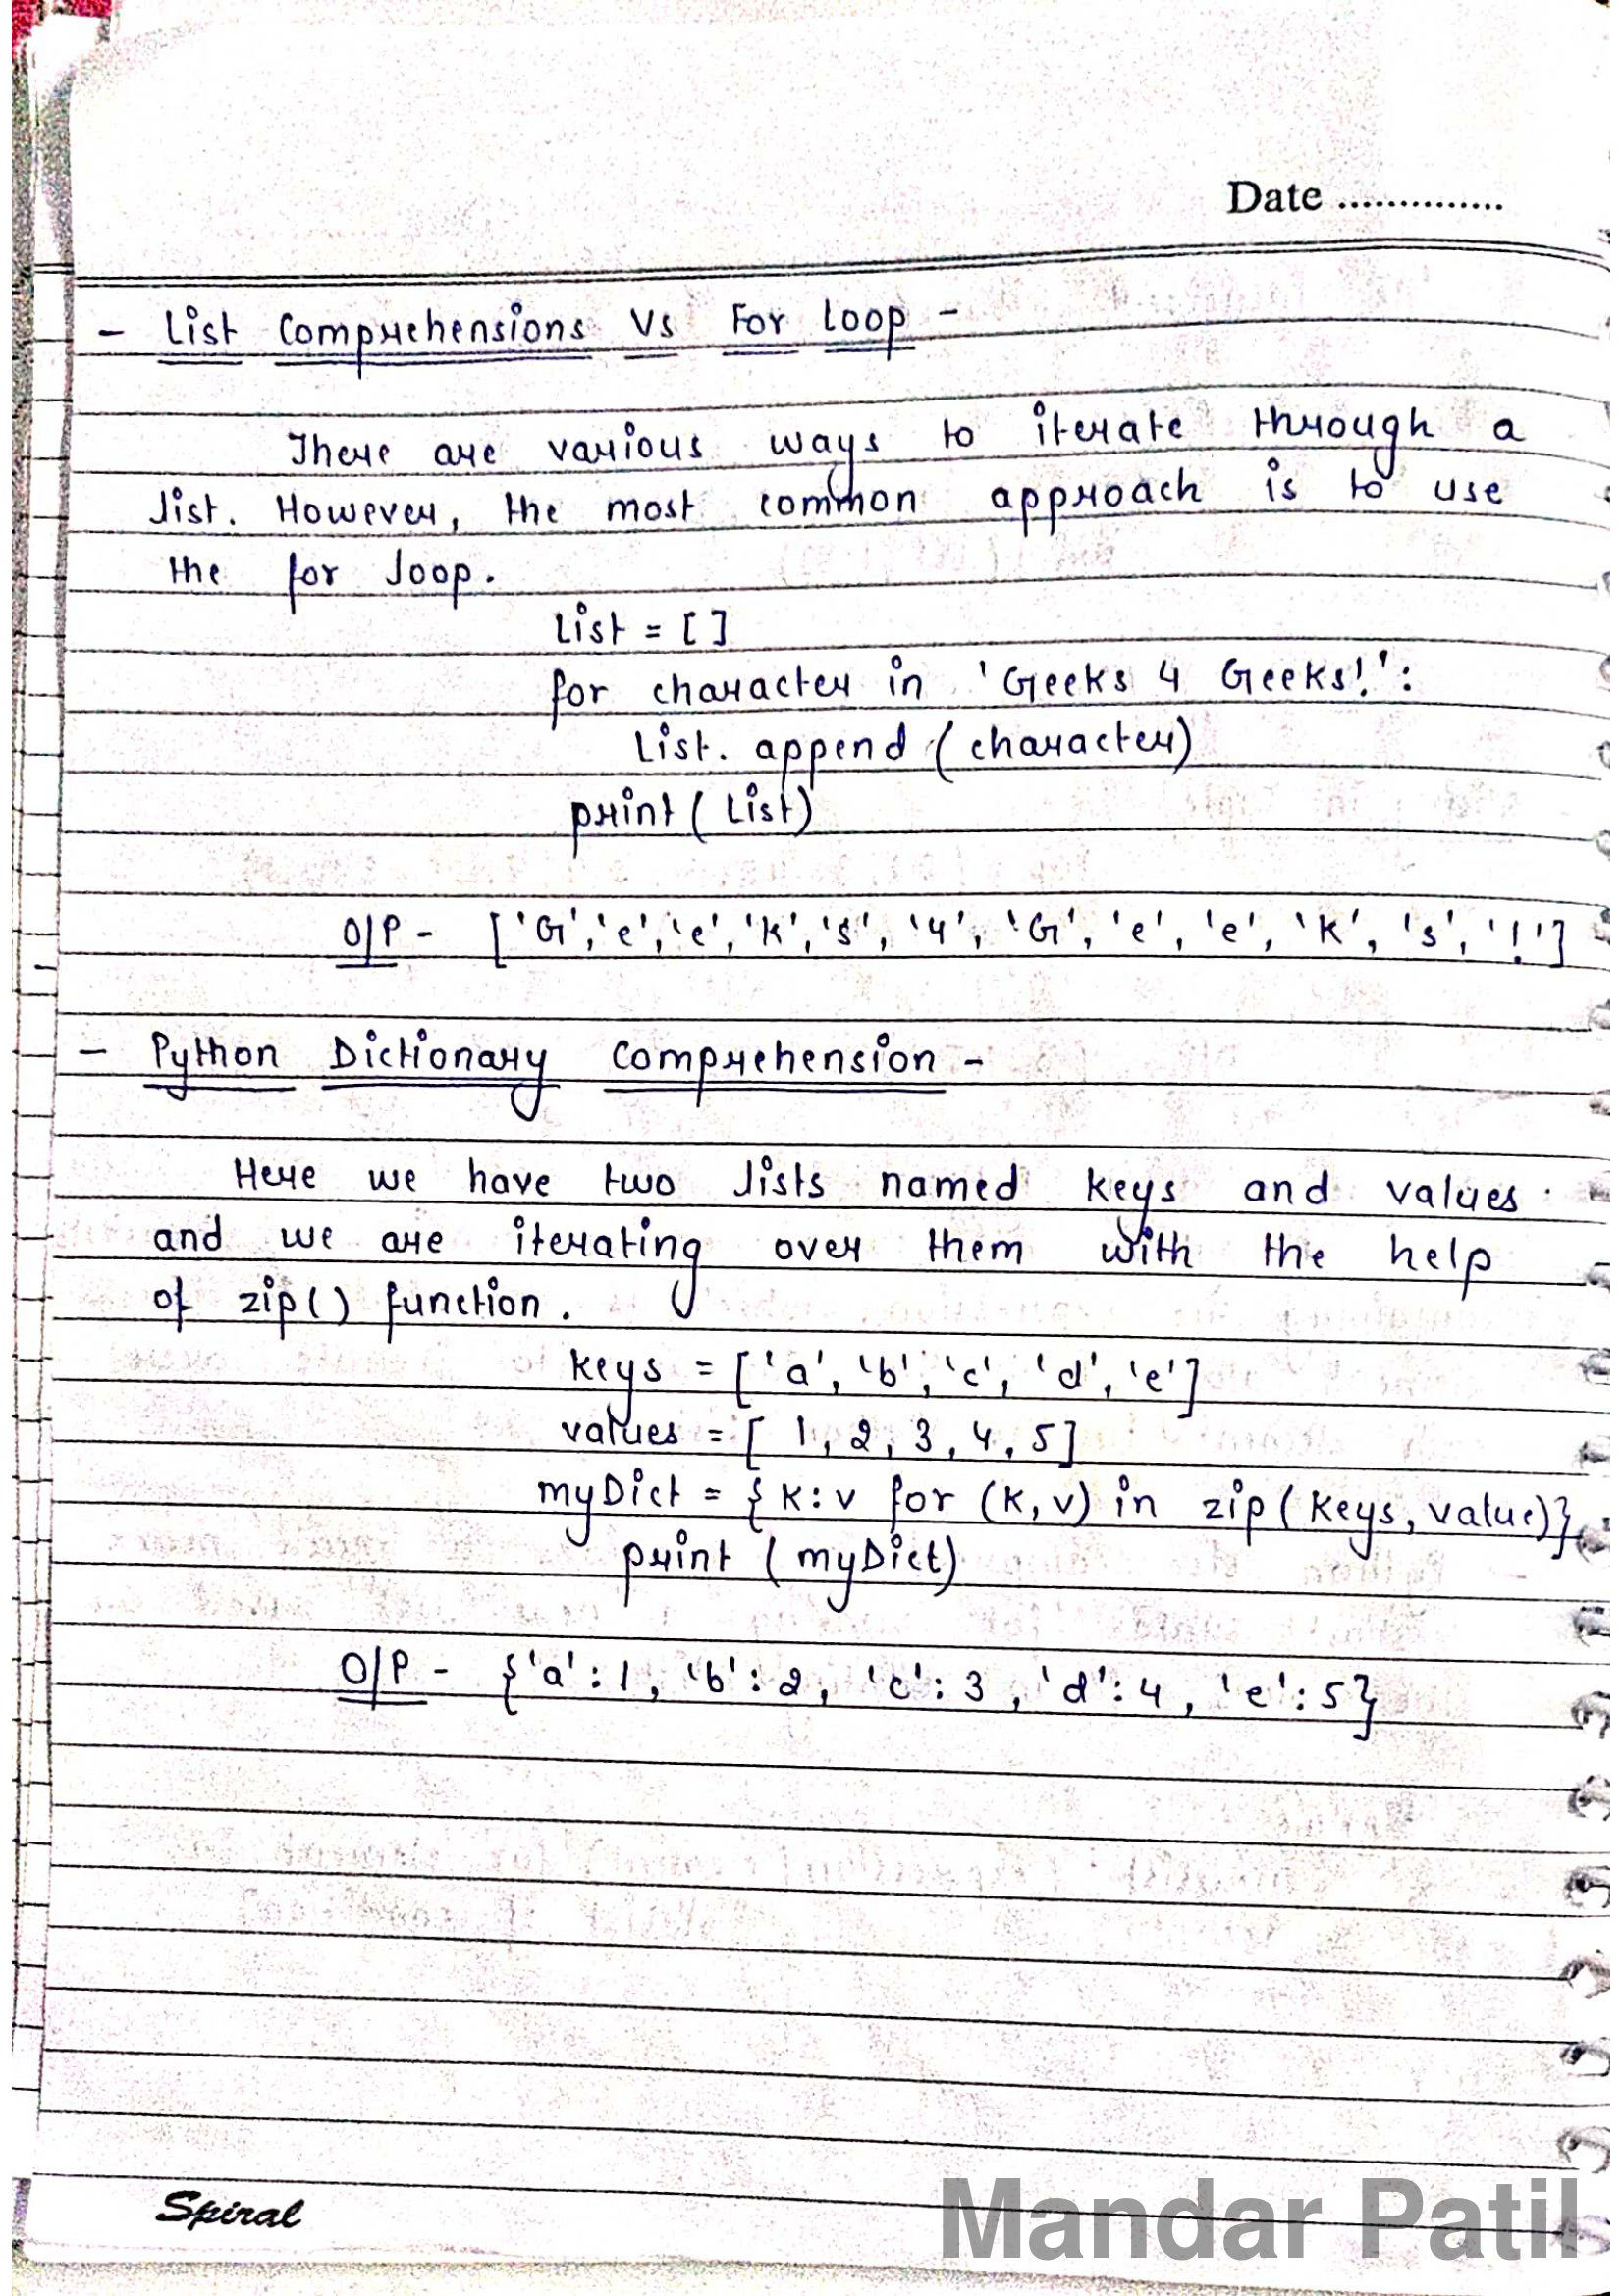 Date ..............
- List Comprehensions Vs For Loop -
There are various ways to iterate through a
list. However, the most common approach is to use
the for loop.
List = []
for character in 'Geeks 4 Geeks!':
List. append (character)
print( List)
O/P - ['G','e','e','k','s', '4', 'G', 'e', 'e', 'k', 's', '!']
- Python Dictionary Comprehension -
Here we have two lists named keys and values
and we are iterating over them with the help
of zip() function.
keys = ['a', 'b', 'c', 'd', 'e']
values = [ 1, 2, 3, 4, 5]
myDict = { k:v for (k, v) in zip( keys, value)}
print ( myDict)
O/P - {'a':1, 'b':2, 'c':3, 'd':4, 'e':5}
Spiral
Mandar Patil